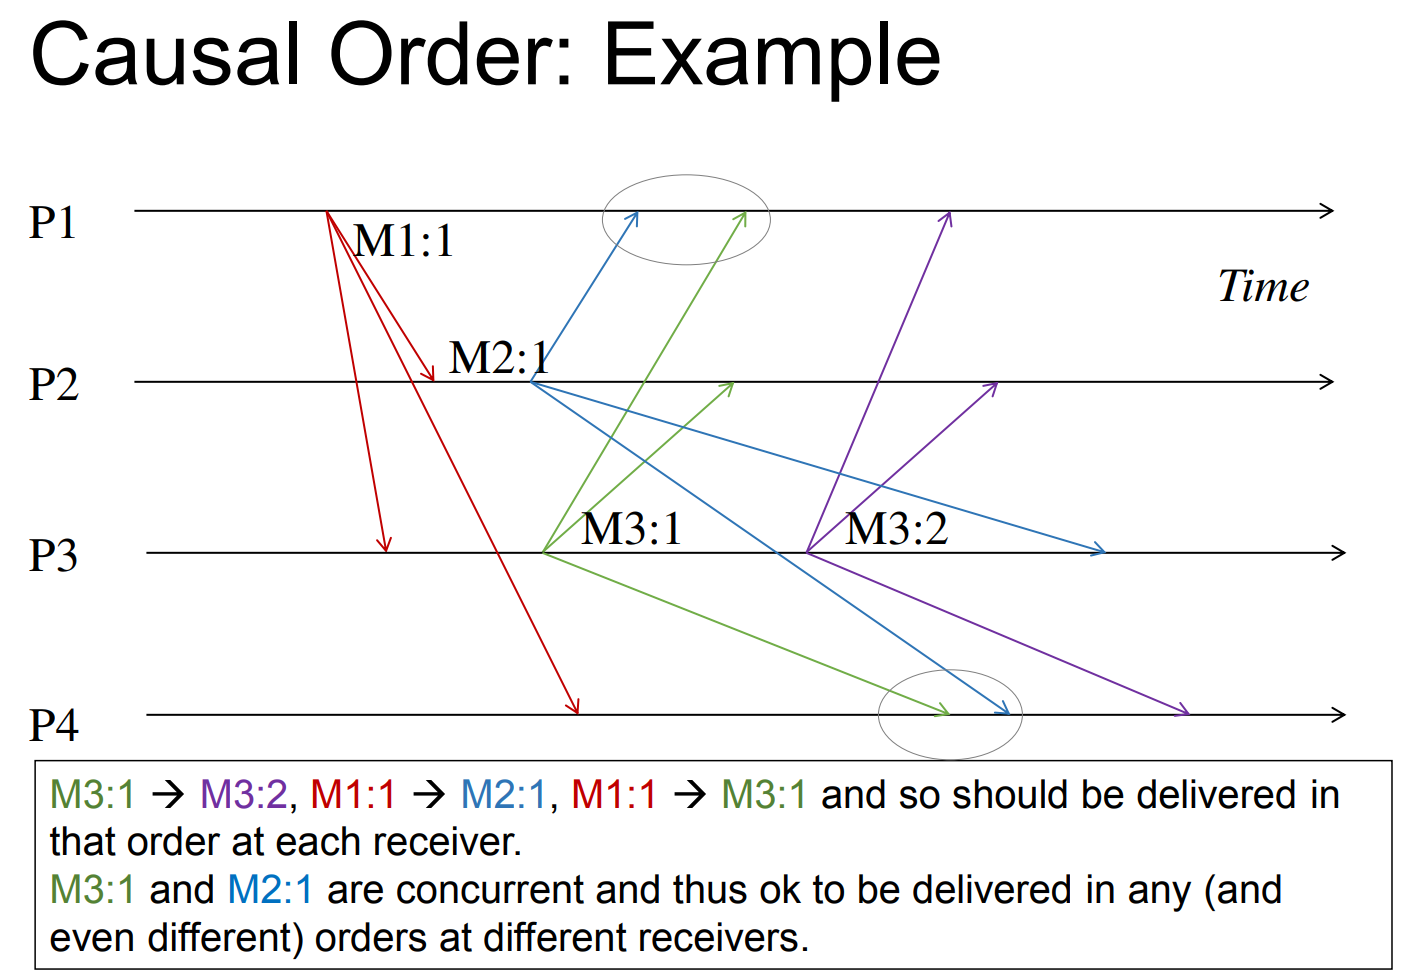 Causal Order: Example
P1
M1:1
Time
M2:1
P2
M3:1
M3:2
P3
P4
M3:1 → M3:2, M1:1 → M2:1, M1:1 → M3:1 and so should be delivered in
that order at each receiver.
M3:1 and M2:1 are concurrent and thus ok to be delivered in any (and
even different) orders at different receivers.